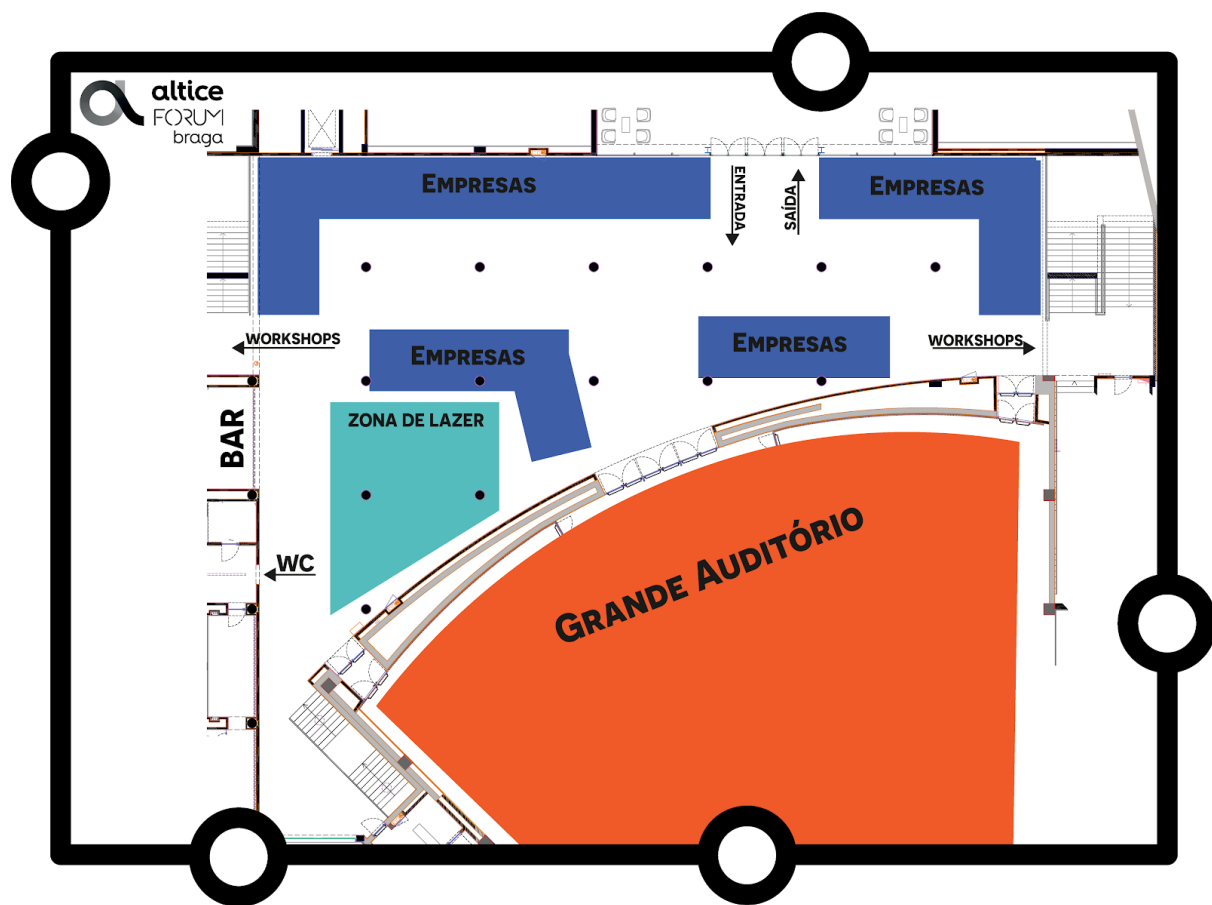 altice
FORUM
braga
EMPRESAS
ENTRADA
SAÍDA
EMPRESAS
WORKSHOPS
EMPRESAS
EMPRESAS
WORKSHOPS
BAR
ZONA DE LAZER
WC
GRANDE AUDITÓRIO